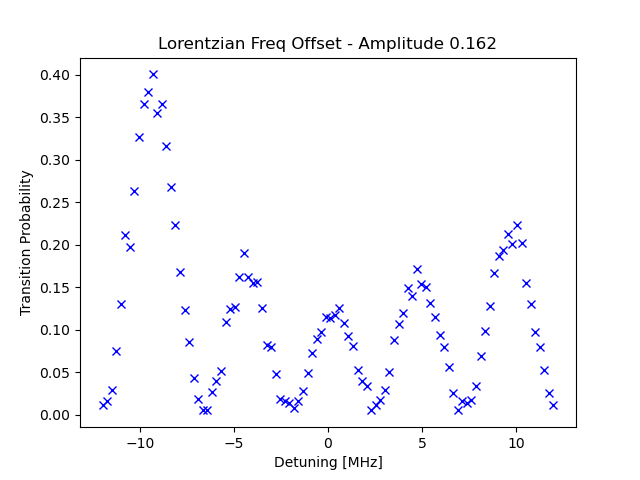 Lorentzian Freq Offset - Amplitude 0.162
0.40
0.35
0.30
0.25
0.20
0.15
0.10
0.05
0.00
Transition Probability
−10 −5 0 5 10
Detuning [MHz]